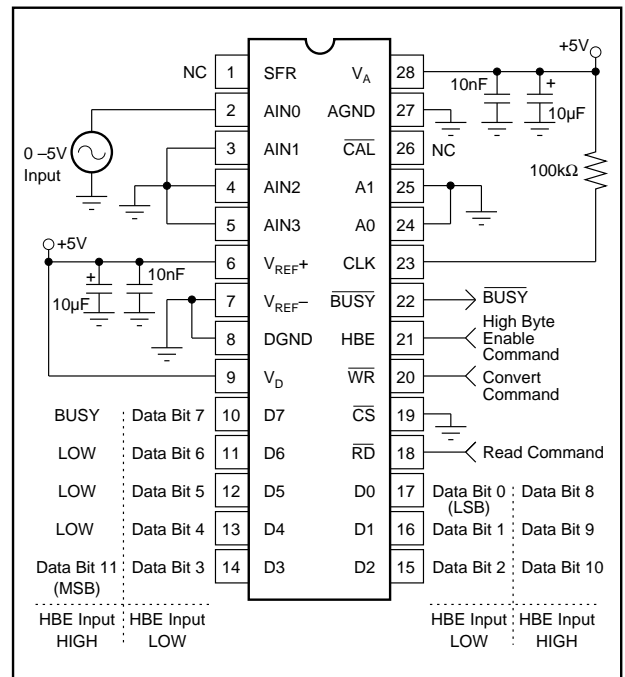 +5V
NC 1 SFR VA 28
10nF + 10µF
2 AIN0 AGND 27
0 –5V Input
3 AIN1 CAL 26 NC
4 AIN2 A1 25
100kΩ
5 AIN3 A0 24
+5V
6 VREF+ CLK 23
+ 10µF 10nF
7 VREF– BUSY 22 BUSY
8 DGND HBE 21 High Byte Enable Command
9 VD WR 20 Convert Command
BUSY Data Bit 7 10 D7 CS 19
LOW Data Bit 6 11 D6 RD 18 Read Command
LOW Data Bit 5 12 D5 D0 17 Data Bit 0 (LSB) Data Bit 8
LOW Data Bit 4 13 D4 D1 16 Data Bit 1 Data Bit 9
Data Bit 11 (MSB) Data Bit 3 14 D3 D2 15 Data Bit 2 Data Bit 10
HBE Input HIGH HBE Input LOW HBE Input LOW HBE Input HIGH